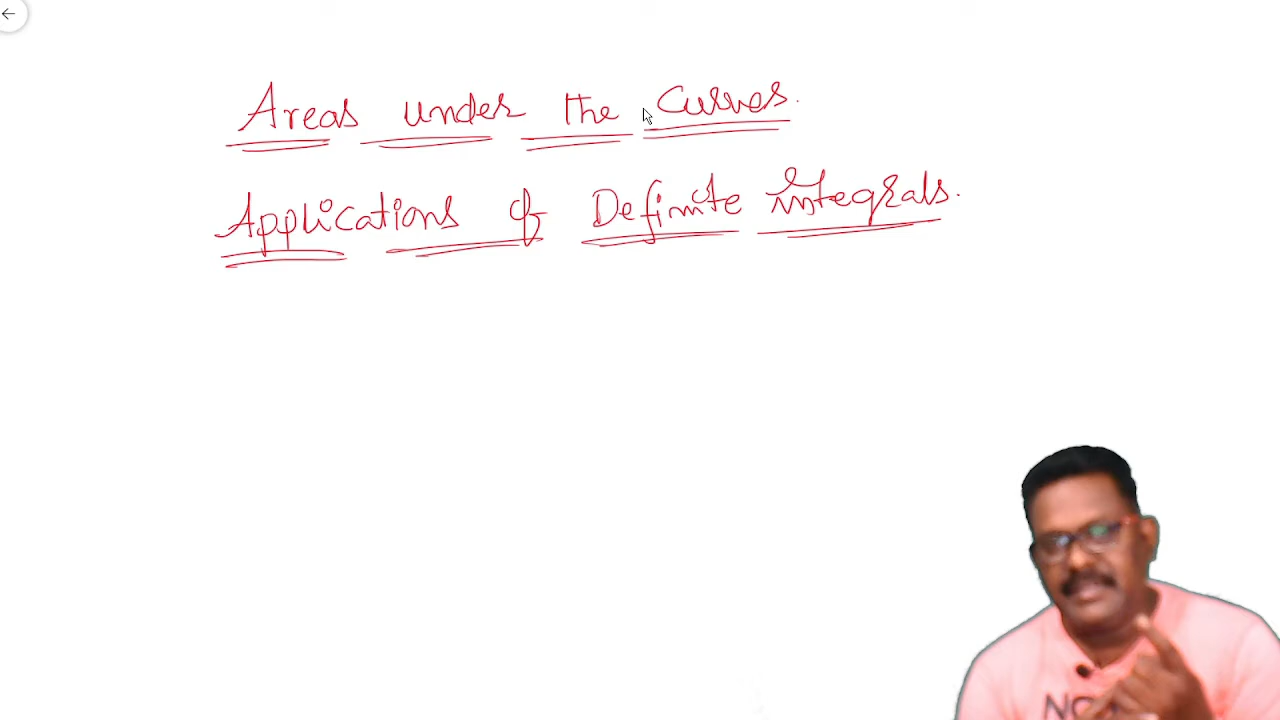 Areas under the Curves.
Applications of Definite integrals.